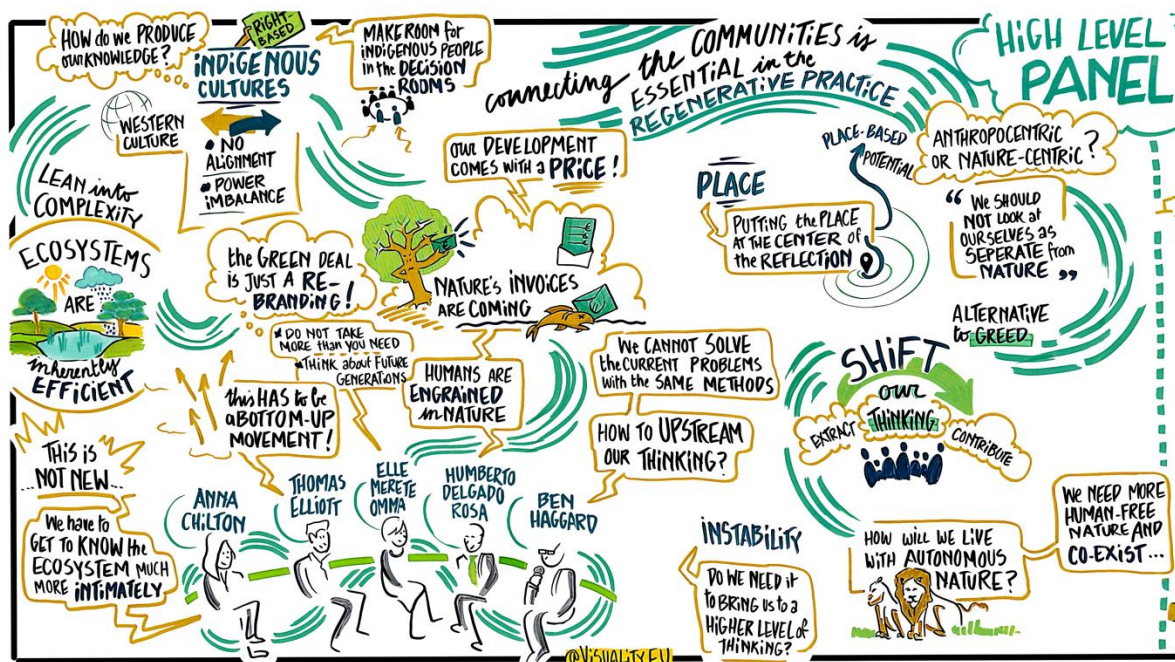 HOW do WE PRODUCE
OUR KNOWLEDGE?
RIGHT-
BASED
INDIGENOUS
CULTURES
WESTERN
CULTURE
• NO
ALIGNMENT
• POWER
IMBALANCE
MAKE ROOM for
INDIGENOUS PEOPLE
in the DECISION
ROOMS
connecting the COMMUNITIES is
ESSENTIAL in the
REGENERATIVE PRACTICE
HIGH LEVEL
PANEL
LEAN into
COMPLEXITY
ECOSYSTEMS
ARE
inherently
EFFICIENT
OUR DEVELOPMENT
COMES WITH a PRICE!
the GREEN DEAL
is JUST A RE-
BRANDING!
NATURE'S INVOICES
ARE COMING
PLACE-BASED
POTENTIAL
PLACE
PUTTING the PLACE
AT THE CENTER of
the REFLECTION
ANTHROPOCENTRIC
OR NATURE-CENTRIC?
“ WE SHOULD
NOT LOOK at
OURSELVES as
SEPERATE from
NATURE „
ALTERNATIVE
to GREED
SHIFT
our
THINKING
EXTRACT
CONTRIBUTE
* DO NOT TAKE
MORE than YOU NEED
* THINK about FUTURE
GENERATIONS
this HAS to be
a BOTTOM-UP
MOVEMENT!
HUMANS ARE
ENGRAINED
in NATURE
We CANNOT SOLVE
the CURRENT PROBLEMS
with the SAME METHODS
HOW TO UPSTREAM
OUR THINKING?
THIS IS
NOT NEW...
We have to
GET TO KNOW the
ECOSYSTEM MUCH
MORE INTIMATELY
ANNA
CHILTON
THOMAS
ELLIOTT
ELLE
MERETE
OMMA
HUMBERTO
DELGADO
ROSA
BEN
HAGGARD
INSTABILITY
DO WE NEED it
to BRING US to a
HIGHER LEVEL of
THINKING?
HOW WILL WE LIVE
WITH AUTONOMOUS
NATURE?
WE NEED MORE
HUMAN-FREE
NATURE AND
CO-EXIST...
@VISUALITY.EU